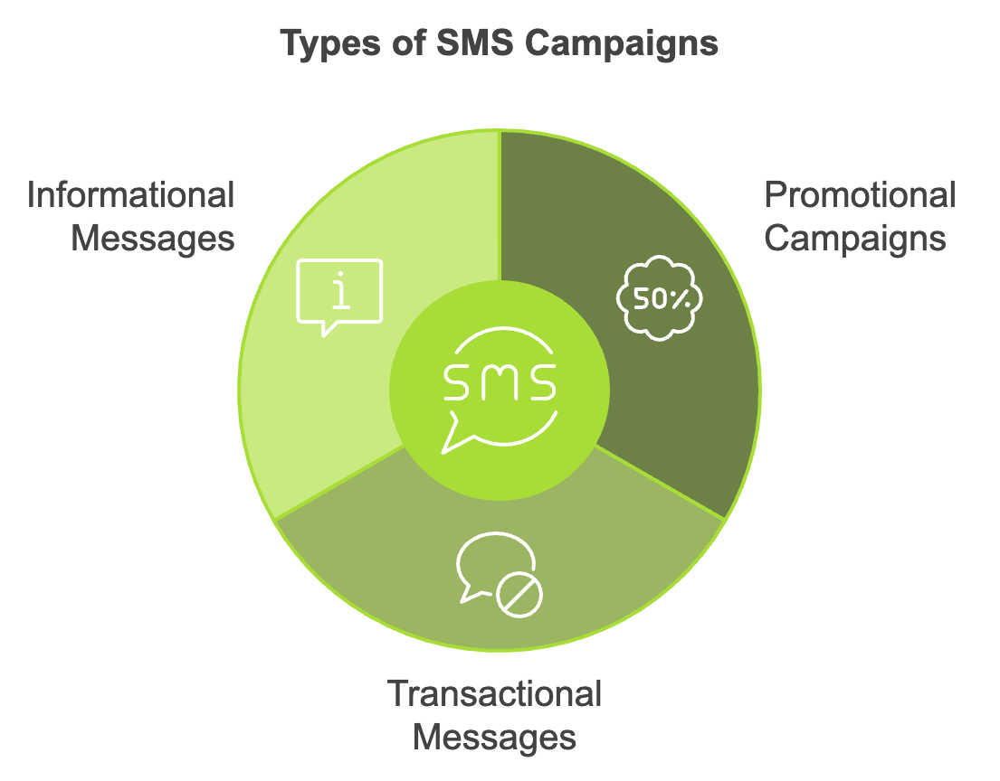 Types of SMS Campaigns
Informational
Messages
Promotional
Campaigns
i
50%
SMS
Transactional
Messages